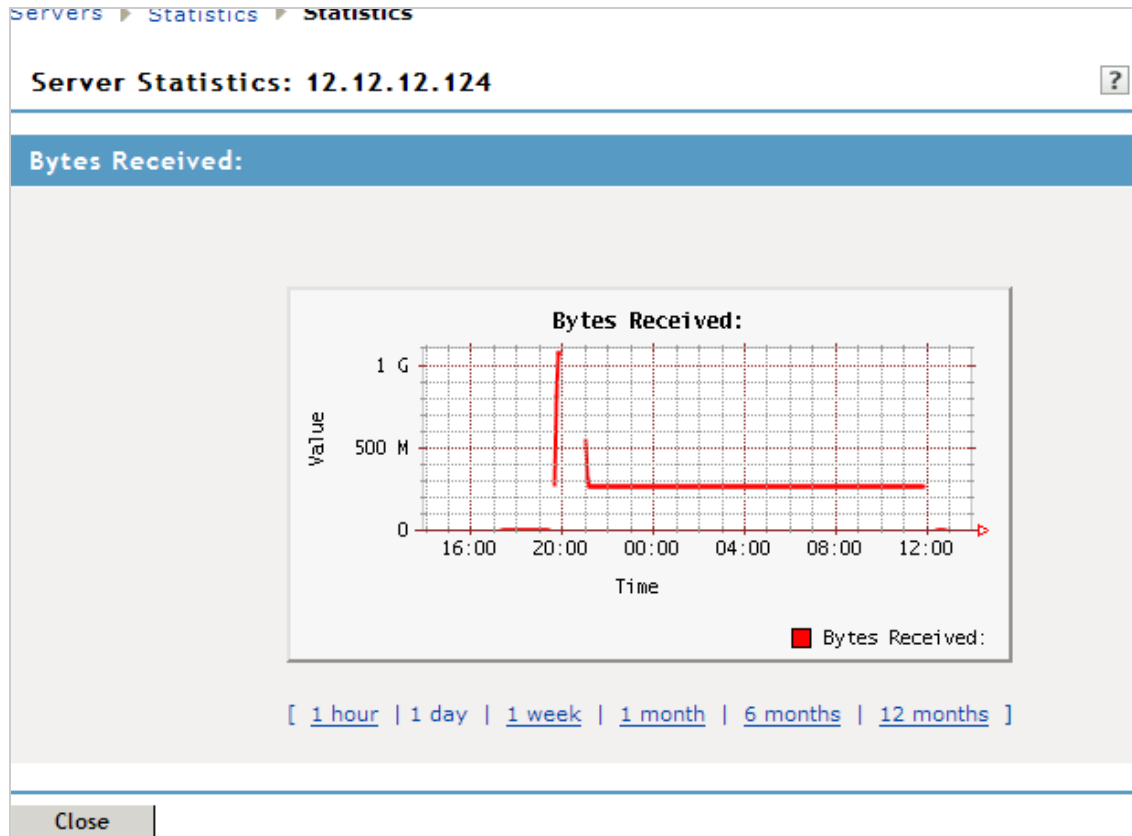 Servers Statistics Statistics
Server Statistics: 12.12.12.124 ?
Bytes Received:
Bytes Received:
1 G
500 M
0
Value
16:00 20:00 00:00 04:00 08:00 12:00
Time
Bytes Received:
[ 1 hour | 1 day | 1 week | 1 month | 6 months | 12 months ]
Close